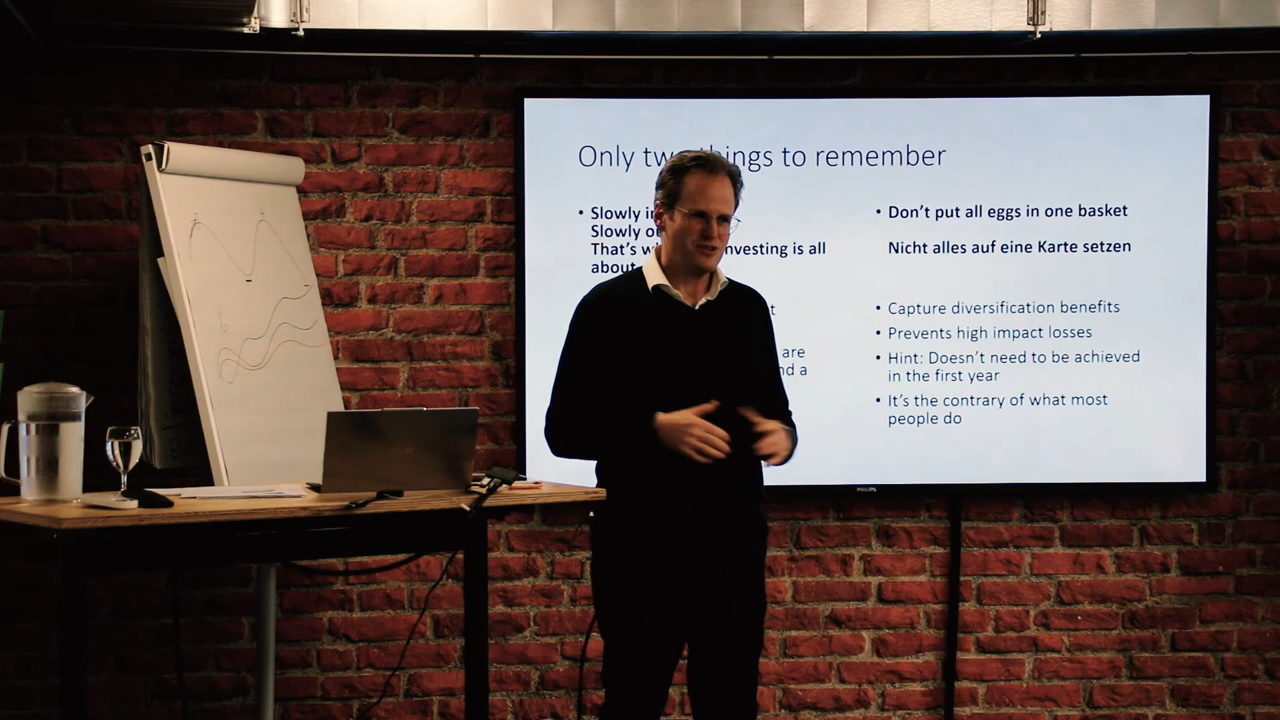 Only two things to remember
• Slowly
Slowly
That's investing is all
about
are
• Don't put all eggs in one basket
Nicht alles auf eine Karte setzen
• Capture diversification benefits
• Prevents high impact losses
• Hint: Doesn't need to be achieved
in the first year
• It's the contrary of what most
people do
PHILIPS